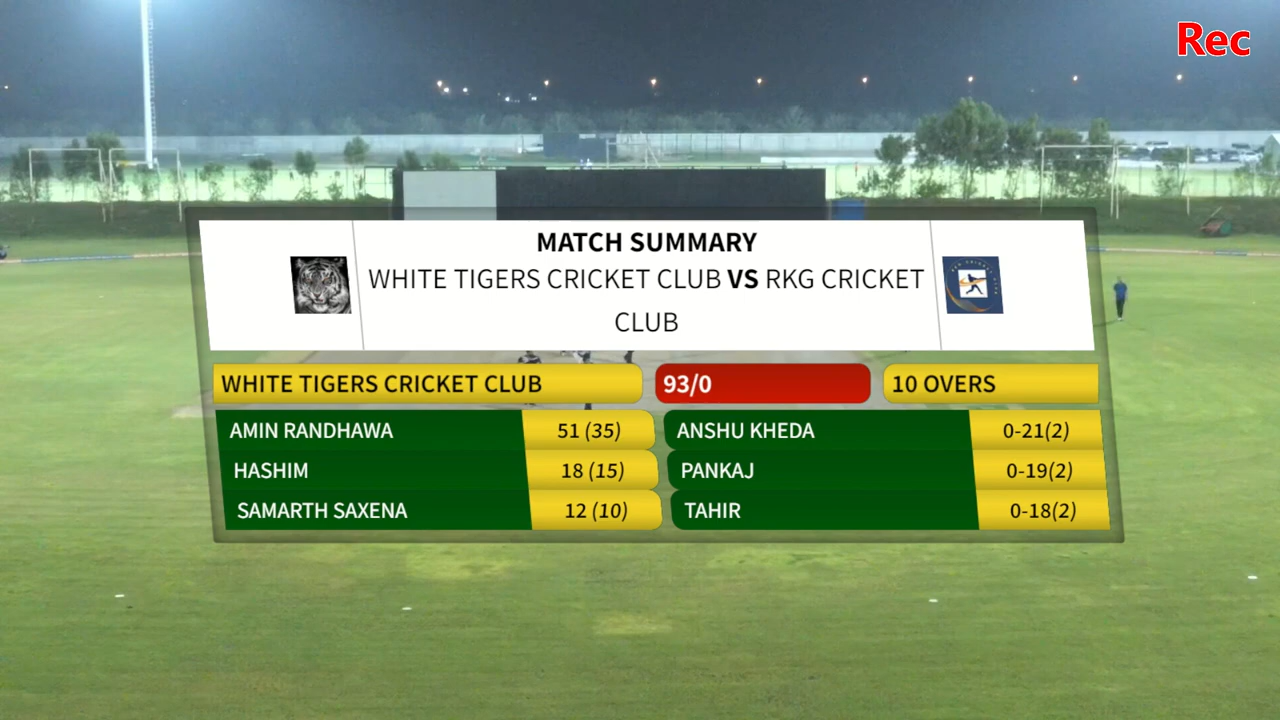 Rec
MATCH SUMMARY
WHITE TIGERS CRICKET CLUB VS RKG CRICKET
CLUB
WHITE TIGERS CRICKET CLUB 93/0 10 OVERS
AMIN RANDHAWA 51 (35) ANSHU KHEDA 0-21(2)
HASHIM 18 (15) PANKAJ 0-19(2)
SAMARTH SAXENA 12 (10) TAHIR 0-18(2)